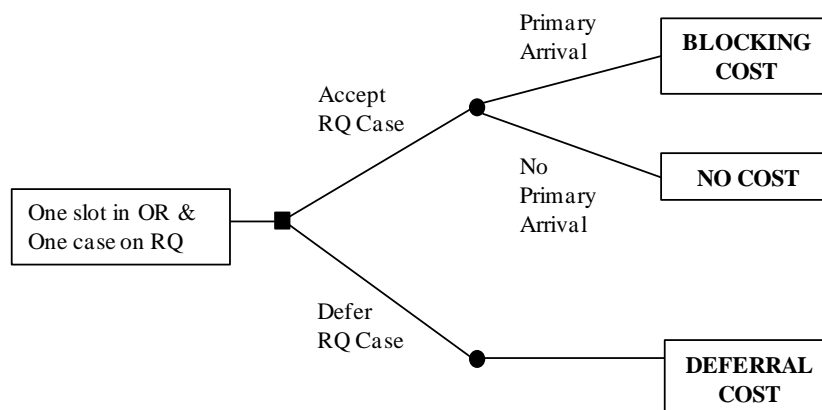 Primary
Arrival
BLOCKING
COST
Accept
RQ Case
No
Primary
Arrival
NO COST
One slot in OR &
One case on RQ
Defer
RQ Case
DEFERRAL
COST